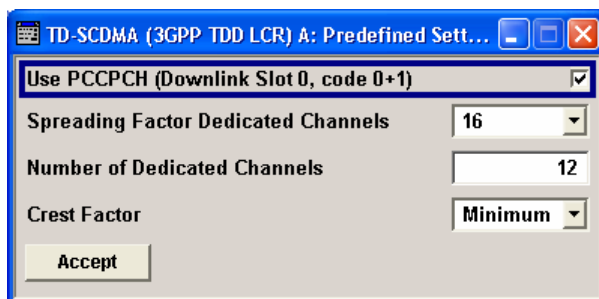 TD-SCDMA (3GPP TDD LCR) A: Predefined Sett...
Use PCCPCH (Downlink Slot 0, code 0+1)
Spreading Factor Dedicated Channels 16
Number of Dedicated Channels 12
Crest Factor Minimum
Accept